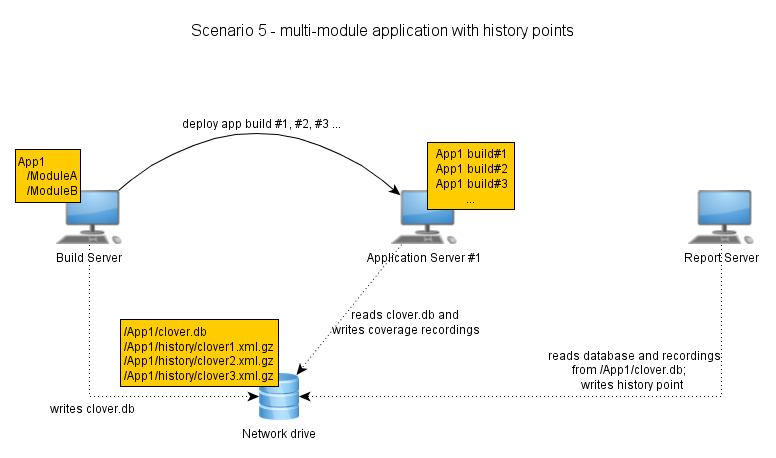 Scenario 5 - multi-module application with history points
deploy app build #1, #2, #3 ...
App1
/ModuleA
/ModuleB
Build Server
App1 build#1
App1 build#2
App1 build#3
...
Application Server #1
Report Server
reads clover.db and
writes coverage recordings
/App1/clover.db
/App1/history/clover1.xml.gz
/App1/history/clover2.xml.gz
/App1/history/clover3.xml.gz
reads database and recordings
from /App1/clover.db;
writes history point
writes clover.db
Network drive